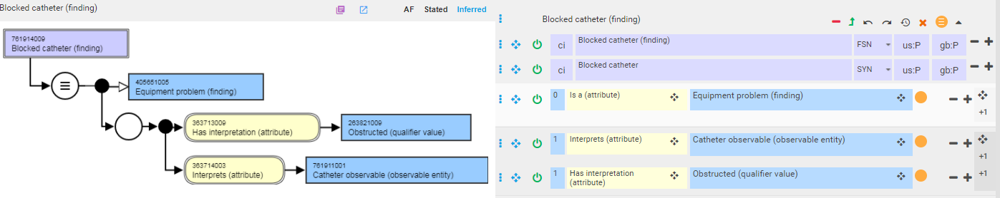 Blocked catheter (finding)
AF Stated Inferred
761914009
Blocked catheter (finding)
405651005
Equipment problem (finding)
363713009
Has interpretation (attribute)
263821009
Obstructed (qualifier value)
363714003
Interprets (attribute)
761911001
Catheter observable (observable entity)
Blocked catheter (finding)
ci Blocked catheter (finding) FSN us:P gb:P
ci Blocked catheter SYN us:P gb:P
0 Is a (attribute) Equipment problem (finding)
+1
1 Interprets (attribute) Catheter observable (observable entity)
+1
1 Has interpretation
(attribute)
Obstructed (qualifier value)
+1